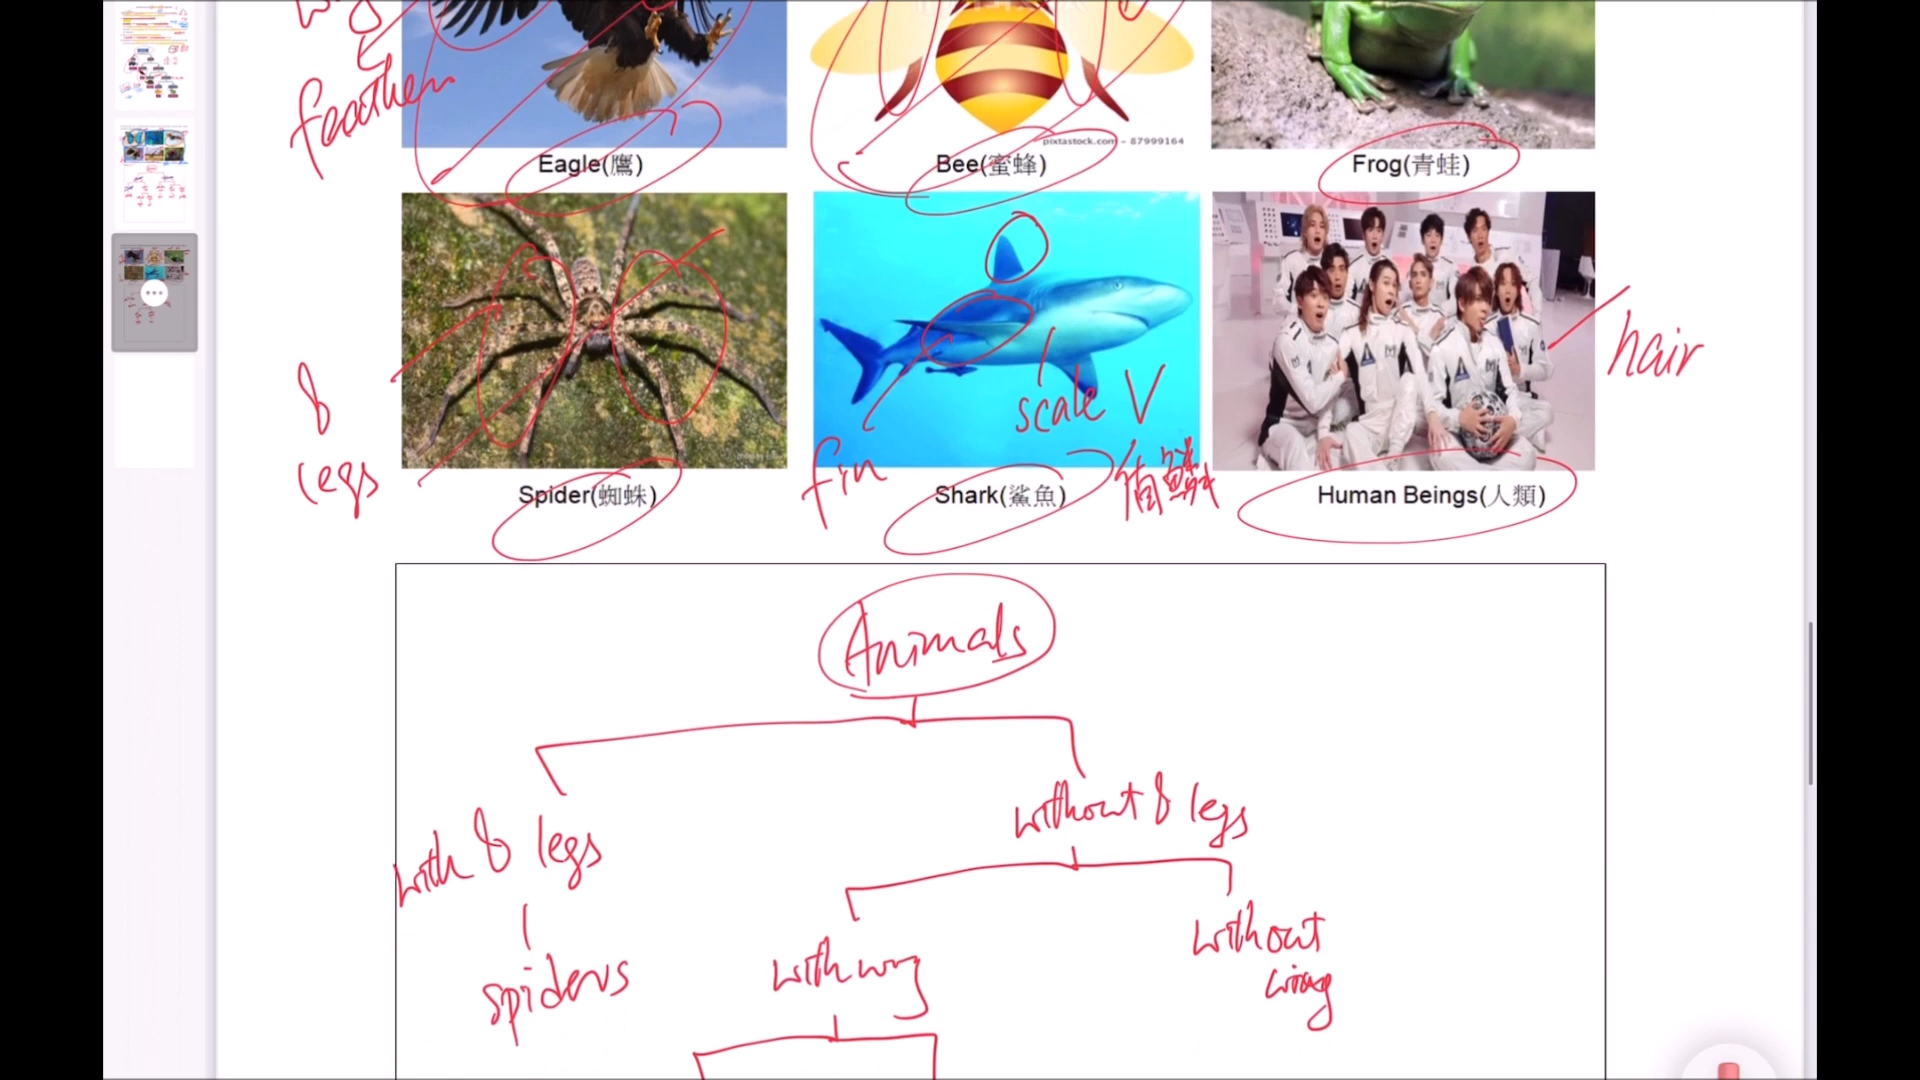 feather
pixtastock.com - 87999164
Eagle(鷹)
Bee(蜜蜂)
Frog(青蛙)
8
legs
fin
scale V
有鱗
hair
Spider(蜘蛛)
Shark(鯊魚)
Human Beings(人類)
Animals
with 8 legs
without 8 legs
spiders
with wing
without
wing